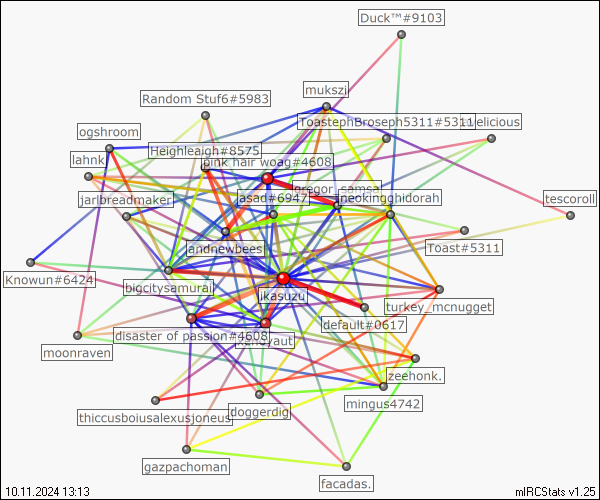 Duck™#9103
mukszi
Random Stuf6#5983
ToastephBroseph5311#5311
elicious
ogshroom
Heighleaigh#8575
lahnk
pink hair woag#4608
gregor_samsa
jarlbreadmaker
asad#6947
neokingghidorah
tescoroll
andnewbees
Toast#5311
Knowun#6424
bigcitysamurai
ikasuzu
turkey_mcnugget
default#0617
disaster of passion#4608
moonraven
zeehonk.
mingus4742
thiccusboiusalexusjoneus
doggerdig
gazpachoman
facadas.
10.11.2024 13:13
mIRCStats v1.25